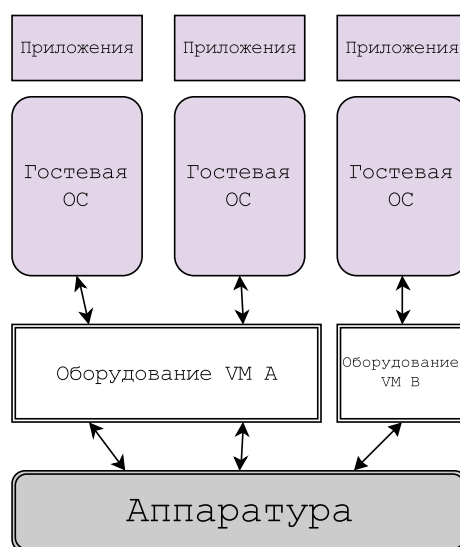 Приложения Приложения Приложения
Гостевая ОС
Гостевая ОС
Гостевая ОС
Оборудование VM A
Оборудование
VM B
Аппаратура